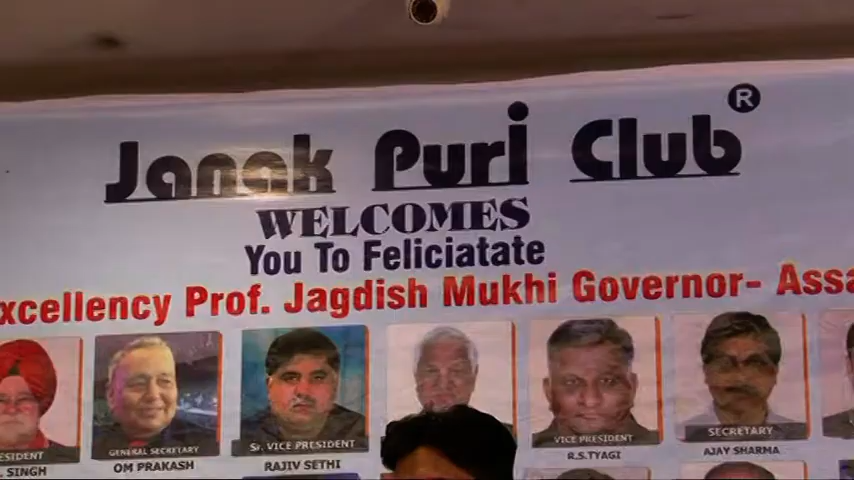 Janak Puri Club ®
WELCOMES
You To Feliciatate
xcellency Prof. Jagdish Mukhi Governor- Assa
ESIDENT GENERAL SECRETARY Sr. VICE PRESIDENT VICE PRESIDENT SECRETARY
. SINGH OM PRAKASH RAJIV SETHI R.S.TYAGI AJAY SHARMA